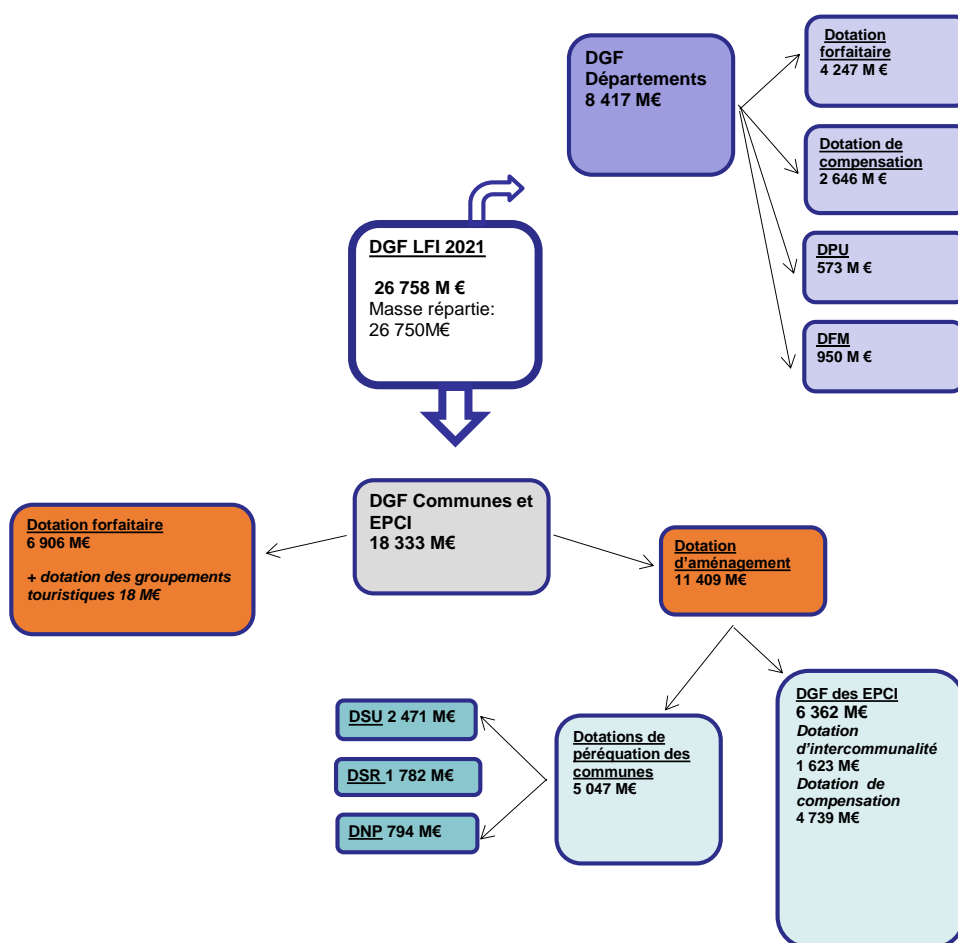 DGF
Départements
8 417 M€
Dotation
forfaitaire
4 247 M €
Dotation de
compensation
2 646 M €
DPU
573 M €
DFM
950 M €
DGF LFI 2021
26 758 M €
Masse répartie:
26 750M€
DGF Communes et
EPCI
18 333 M€
Dotation forfaitaire
6 906 M€
+ dotation des groupements
touristiques 18 M€
Dotation
d'aménagement
11 409 M€
DSU 2 471 M€
DSR 1 782 M€
DNP 794 M€
Dotations de
péréquation des
communes
5 047 M€
DGF des EPCI
6 362 M€
Dotation
d'intercommunalité
1 623 M€
Dotation de
compensation
4 739 M€